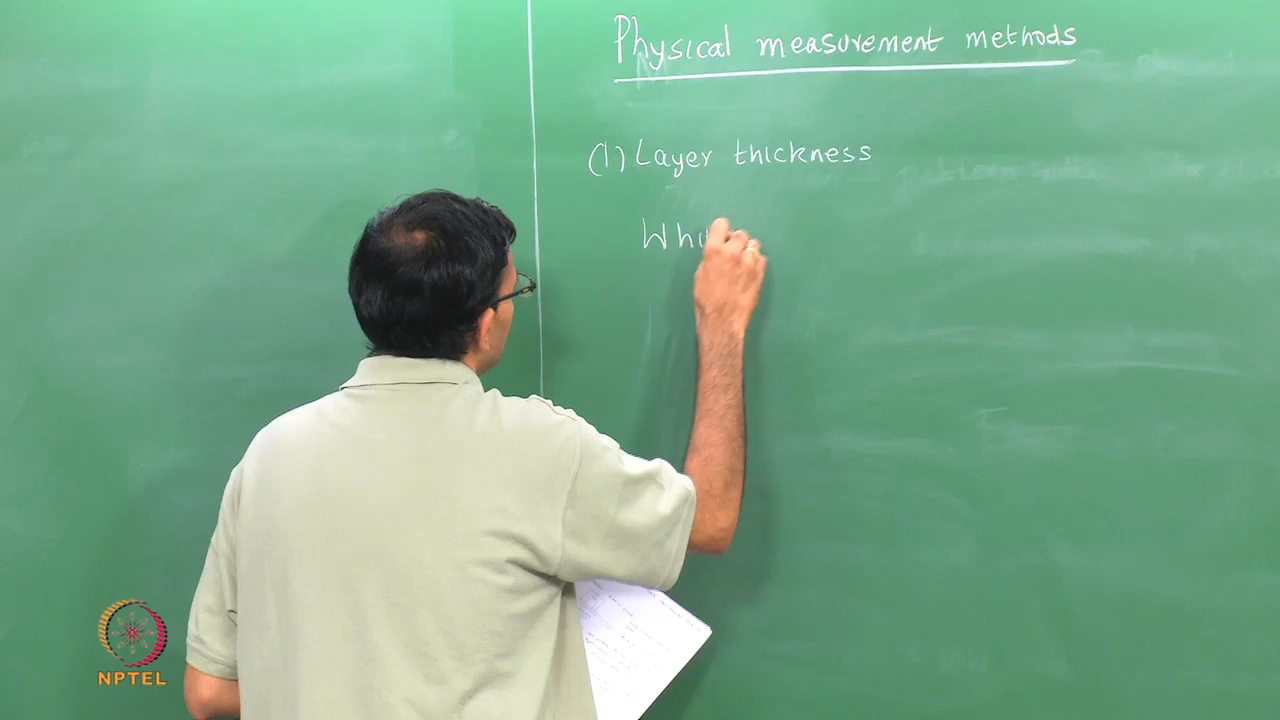 Physical measurement methods
(1) Layer thickness
Wh
NPTEL